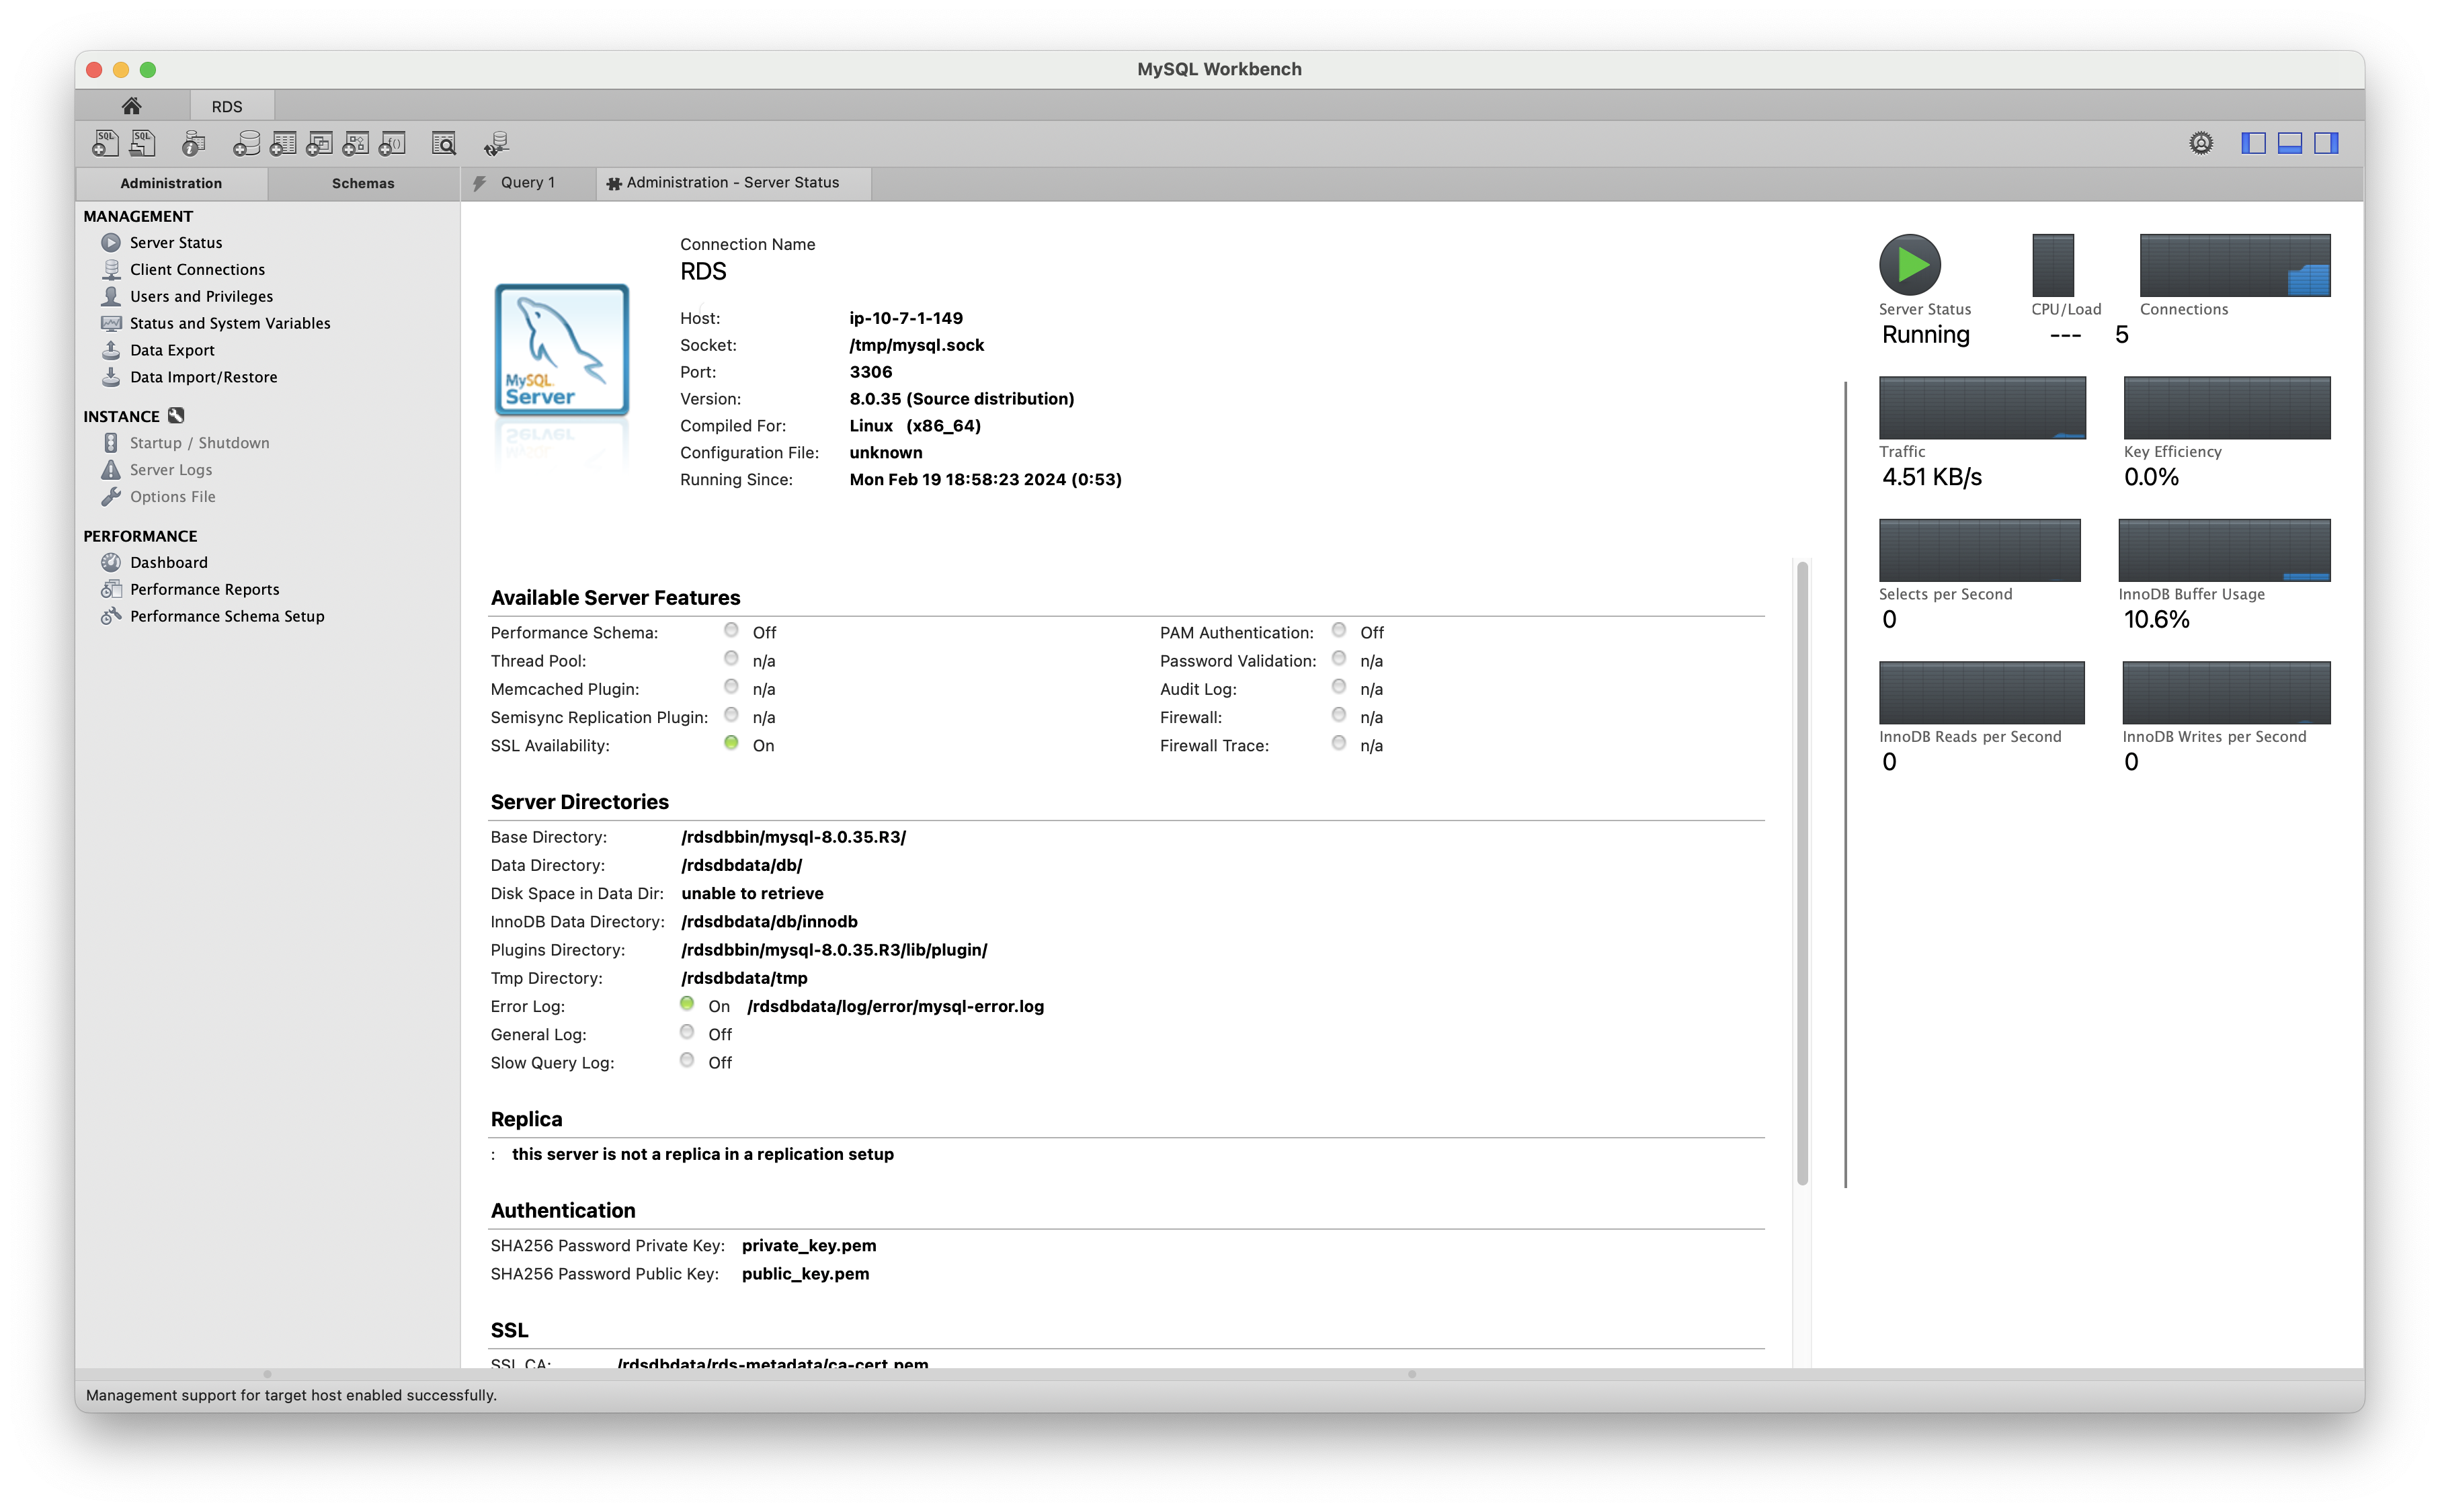 MySQL Workbench
RDS
Administration
Schemas
Query 1
Administration - Server Status
MANAGEMENT
Server Status
Client Connections
Users and Privileges
Status and System Variables
Data Export
Data Import/Restore
INSTANCE
Startup / Shutdown
Server Logs
Options File
PERFORMANCE
Dashboard
Performance Reports
Performance Schema Setup
MySQL
Server
Connection Name
RDS
Host: ip-10-7-1-149
Socket: /tmp/mysql.sock
Port: 3306
Version: 8.0.35 (Source distribution)
Compiled For: Linux (x86_64)
Configuration File: unknown
Running Since: Mon Feb 19 18:58:23 2024 (0:53)
Available Server Features
Performance Schema: Off
Thread Pool: n/a
Memcached Plugin: n/a
Semisync Replication Plugin: n/a
SSL Availability: On
PAM Authentication: Off
Password Validation: n/a
Audit Log: n/a
Firewall: n/a
Firewall Trace: n/a
Server Directories
Base Directory: /rdsdbbin/mysql-8.0.35.R3/
Data Directory: /rdsdbdata/db/
Disk Space in Data Dir: unable to retrieve
InnoDB Data Directory: /rdsdbdata/db/innodb
Plugins Directory: /rdsdbbin/mysql-8.0.35.R3/lib/plugin/
Tmp Directory: /rdsdbdata/tmp
Error Log: On /rdsdbdata/log/error/mysql-error.log
General Log: Off
Slow Query Log: Off
Replica
: this server is not a replica in a replication setup
Authentication
SHA256 Password Private Key: private_key.pem
SHA256 Password Public Key: public_key.pem
SSL
SSL CA: /rdsdbdata/rds-metadata/ca-cert.pem
Server Status
Running
CPU/Load
---
Connections
5
Traffic
4.51 KB/s
Key Efficiency
0.0%
Selects per Second
0
InnoDB Buffer Usage
10.6%
InnoDB Reads per Second
0
InnoDB Writes per Second
0
Management support for target host enabled successfully.